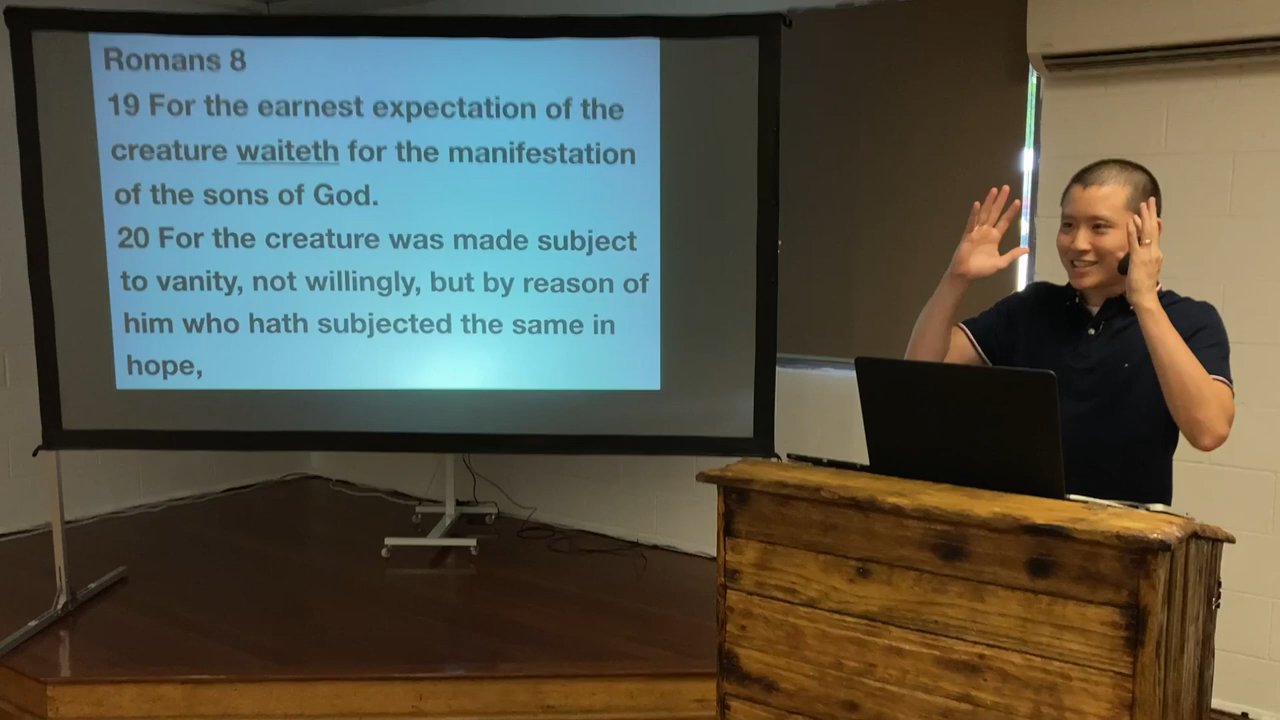 Romans 8
19 For the earnest expectation of the
creature waiteth for the manifestation
of the sons of God.
20 For the creature was made subject
to vanity, not willingly, but by reason of
him who hath subjected the same in
hope,